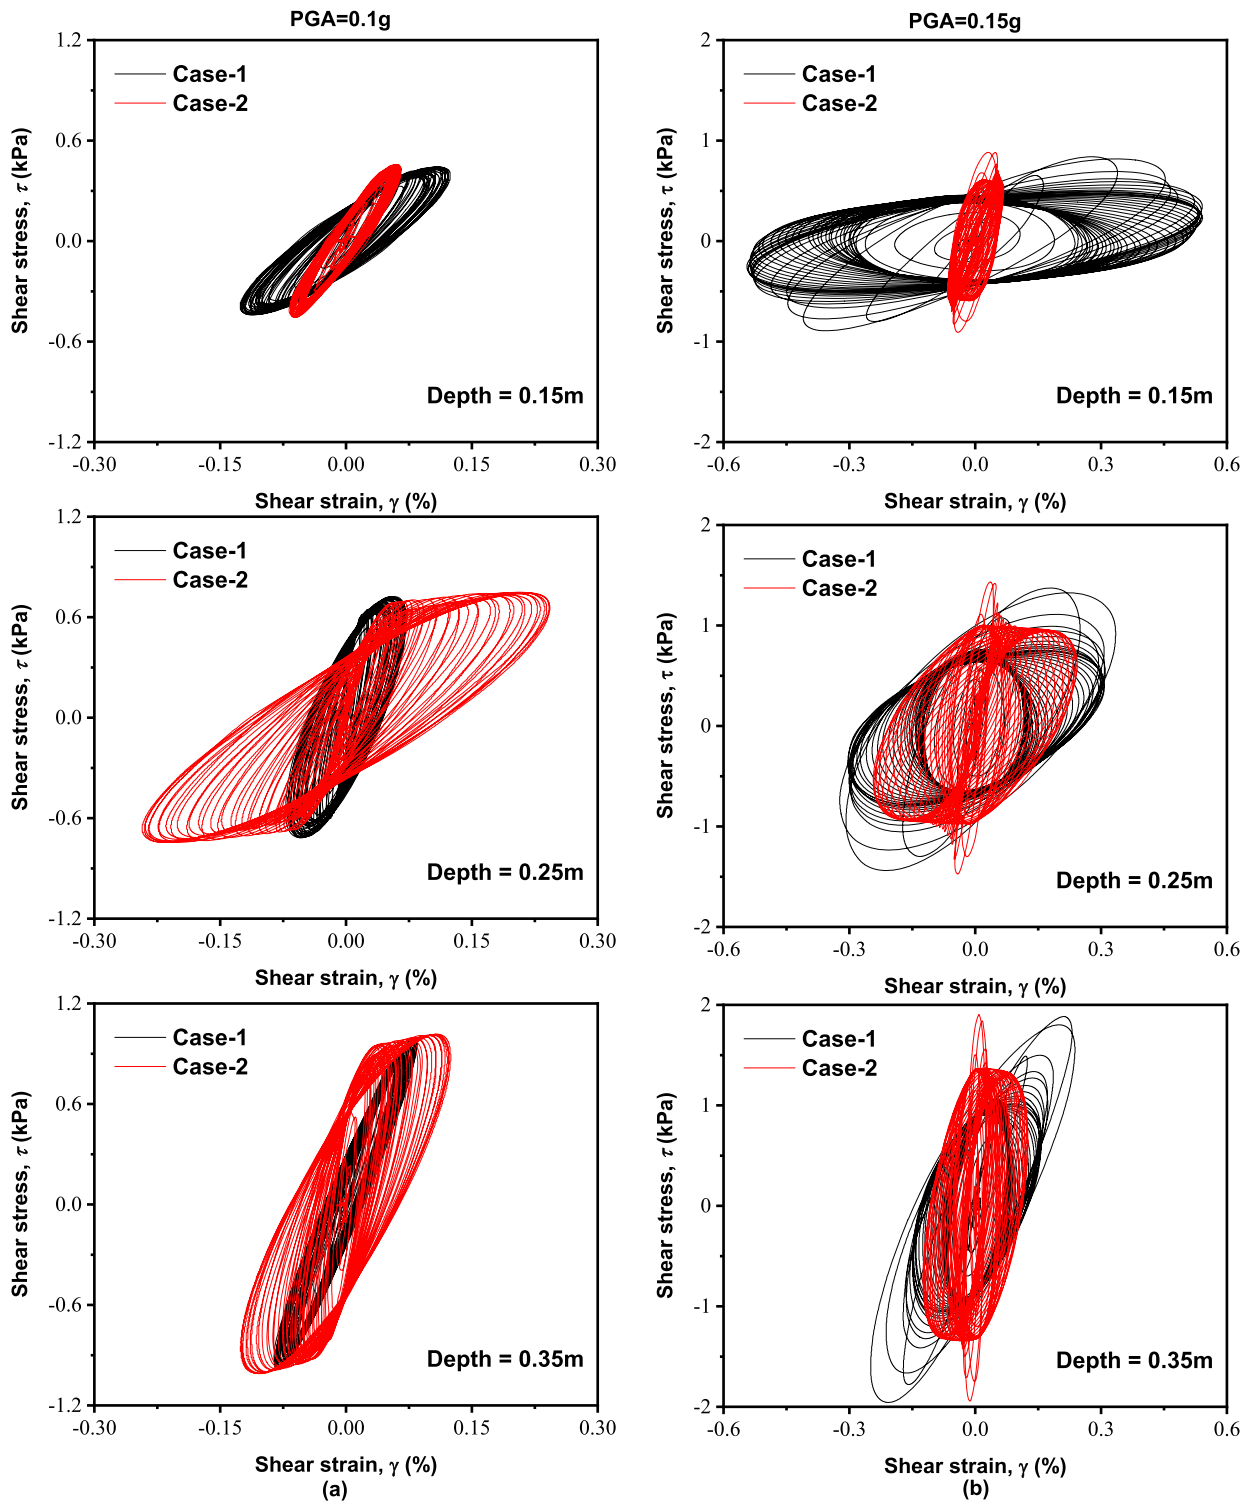 PGA=0.1g
1.2
0.6
0.0
-0.6
-1.2
Case-1
Case-2
Shear stress, τ (kPa)
Depth = 0.15m
-0.30 -0.15 0.00 0.15 0.30
Shear strain, γ (%)
PGA=0.15g
2
1
0
-1
-2
Case-1
Case-2
Shear stress, τ (kPa)
Depth = 0.15m
-0.6 -0.3 0.0 0.3 0.6
Shear strain, γ (%)
1.2
0.6
0.0
-0.6
-1.2
Case-1
Case-2
Shear stress, τ (kPa)
Depth = 0.25m
-0.30 -0.15 0.00 0.15 0.30
Shear strain, γ (%)
2
1
0
-1
-2
Case-1
Case-2
Shear stress, τ (kPa)
Depth = 0.25m
-0.6 -0.3 0.0 0.3 0.6
Shear strain, γ (%)
1.2
0.6
0.0
-0.6
-1.2
Case-1
Case-2
Shear stress, τ (kPa)
Depth = 0.35m
-0.30 -0.15 0.00 0.15 0.30
Shear strain, γ (%)
(a)
2
1
0
-1
-2
Case-1
Case-2
Shear stress, τ (kPa)
Depth = 0.35m
-0.6 -0.3 0.0 0.3 0.6
Shear strain, γ (%)
(b)